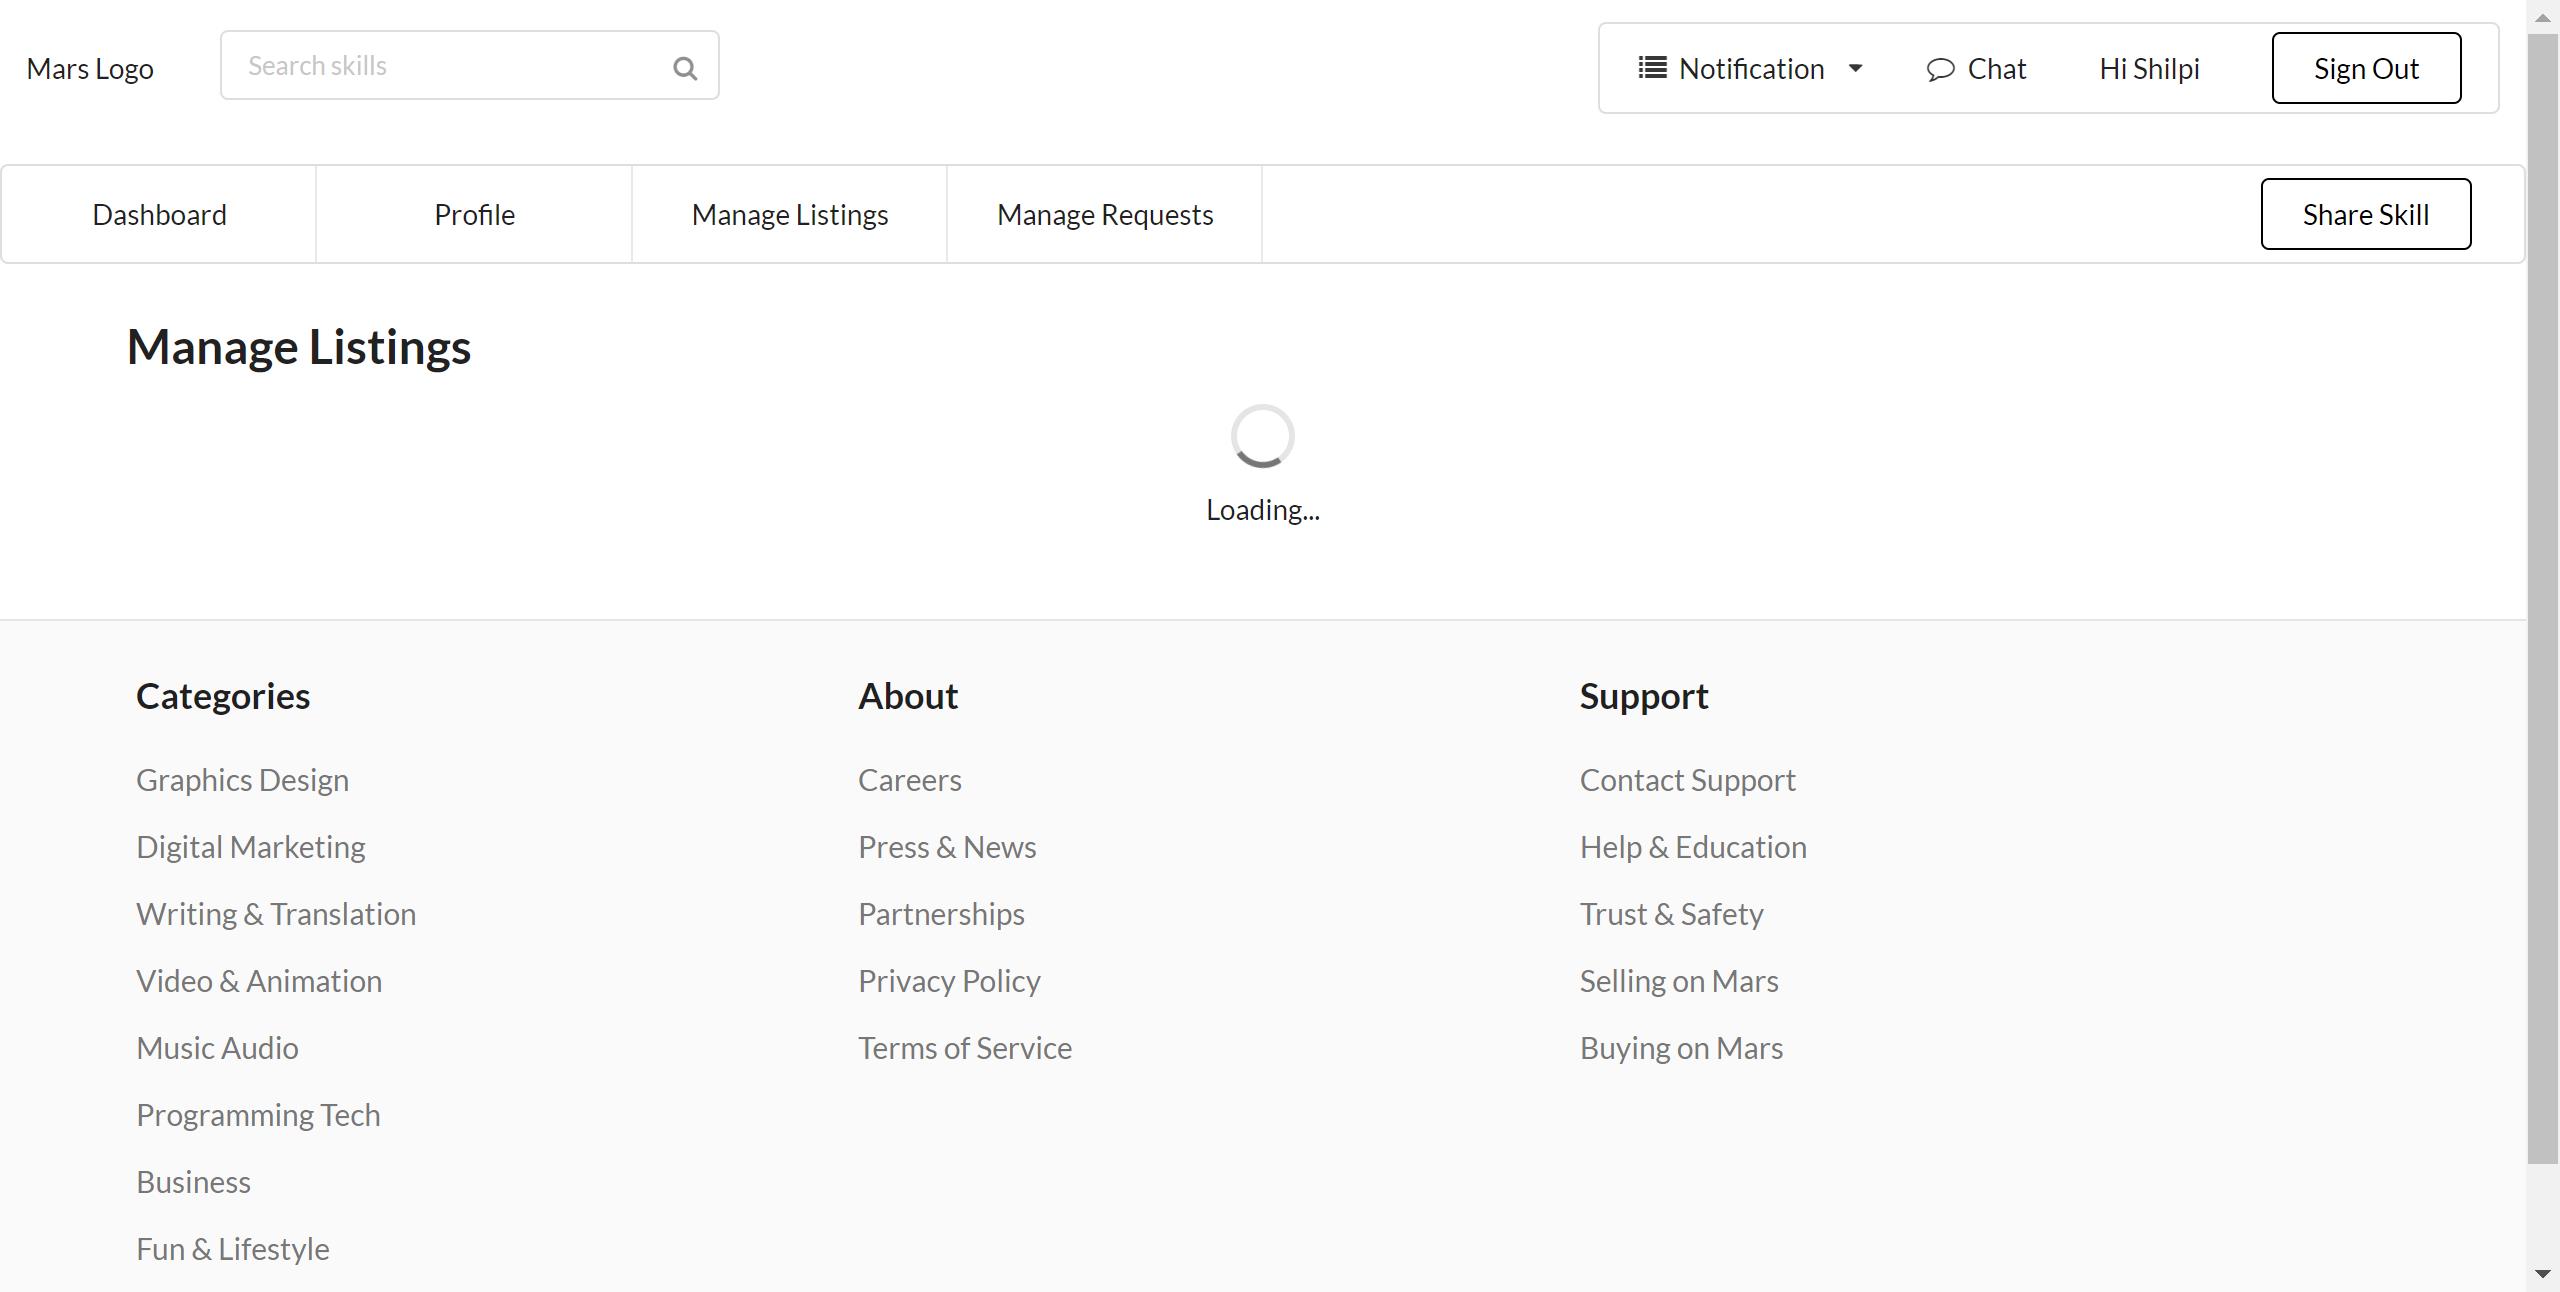 Mars Logo
Search skills
Notification
Chat
Hi Shilpi
Sign Out
Dashboard
Profile
Manage Listings
Manage Requests
Share Skill
Manage Listings
Loading...
Categories
Graphics Design
Digital Marketing
Writing & Translation
Video & Animation
Music Audio
Programming Tech
Business
Fun & Lifestyle
About
Careers
Press & News
Partnerships
Privacy Policy
Terms of Service
Support
Contact Support
Help & Education
Trust & Safety
Selling on Mars
Buying on Mars